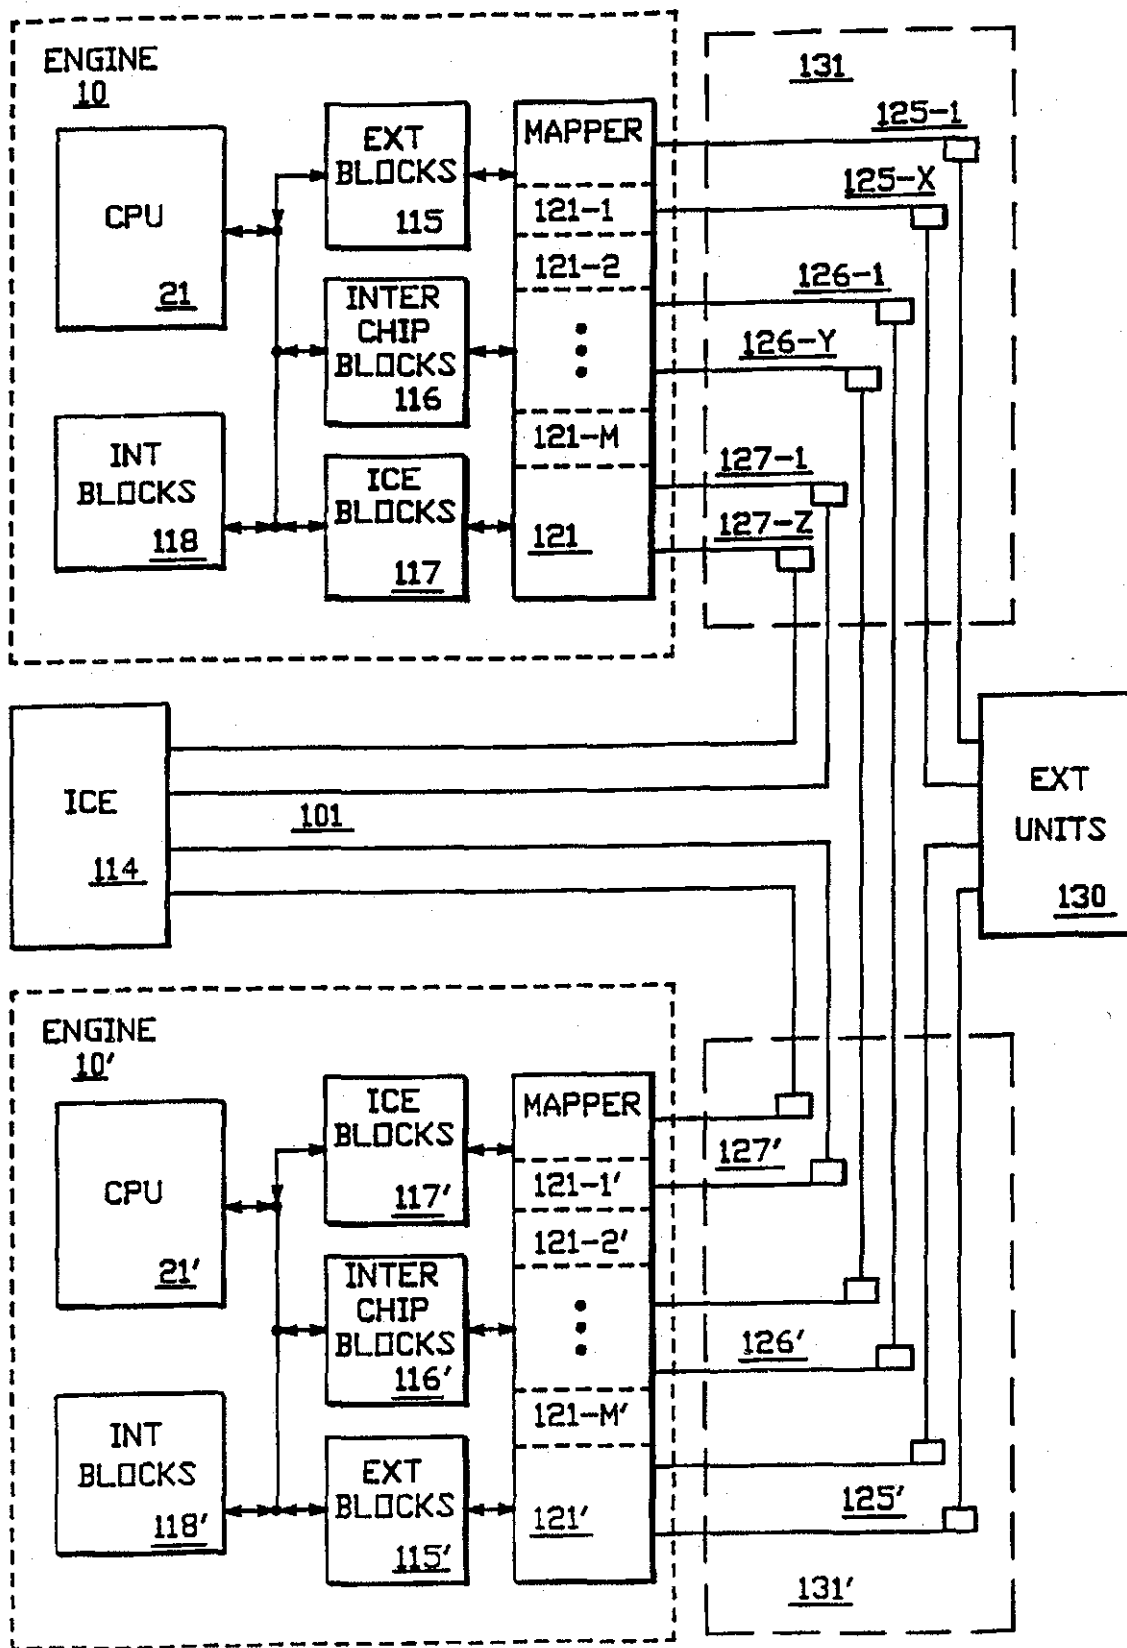 ENGINE
10
CPU
21
INT
BLOCKS
118
EXT
BLOCKS
115
INTER
CHIP
BLOCKS
116
ICE
BLOCKS
117
MAPPER
121-1
121-2
121-M
121
131
125-1
125-X
126-1
126-Y
127-1
127-Z
ICE
114
101
EXT
UNITS
130
ENGINE
10'
CPU
21'
INT
BLOCKS
118'
ICE
BLOCKS
117'
INTER
CHIP
BLOCKS
116'
EXT
BLOCKS
115'
MAPPER
121-1'
121-2'
121-M'
121'
127'
126'
125'
131'